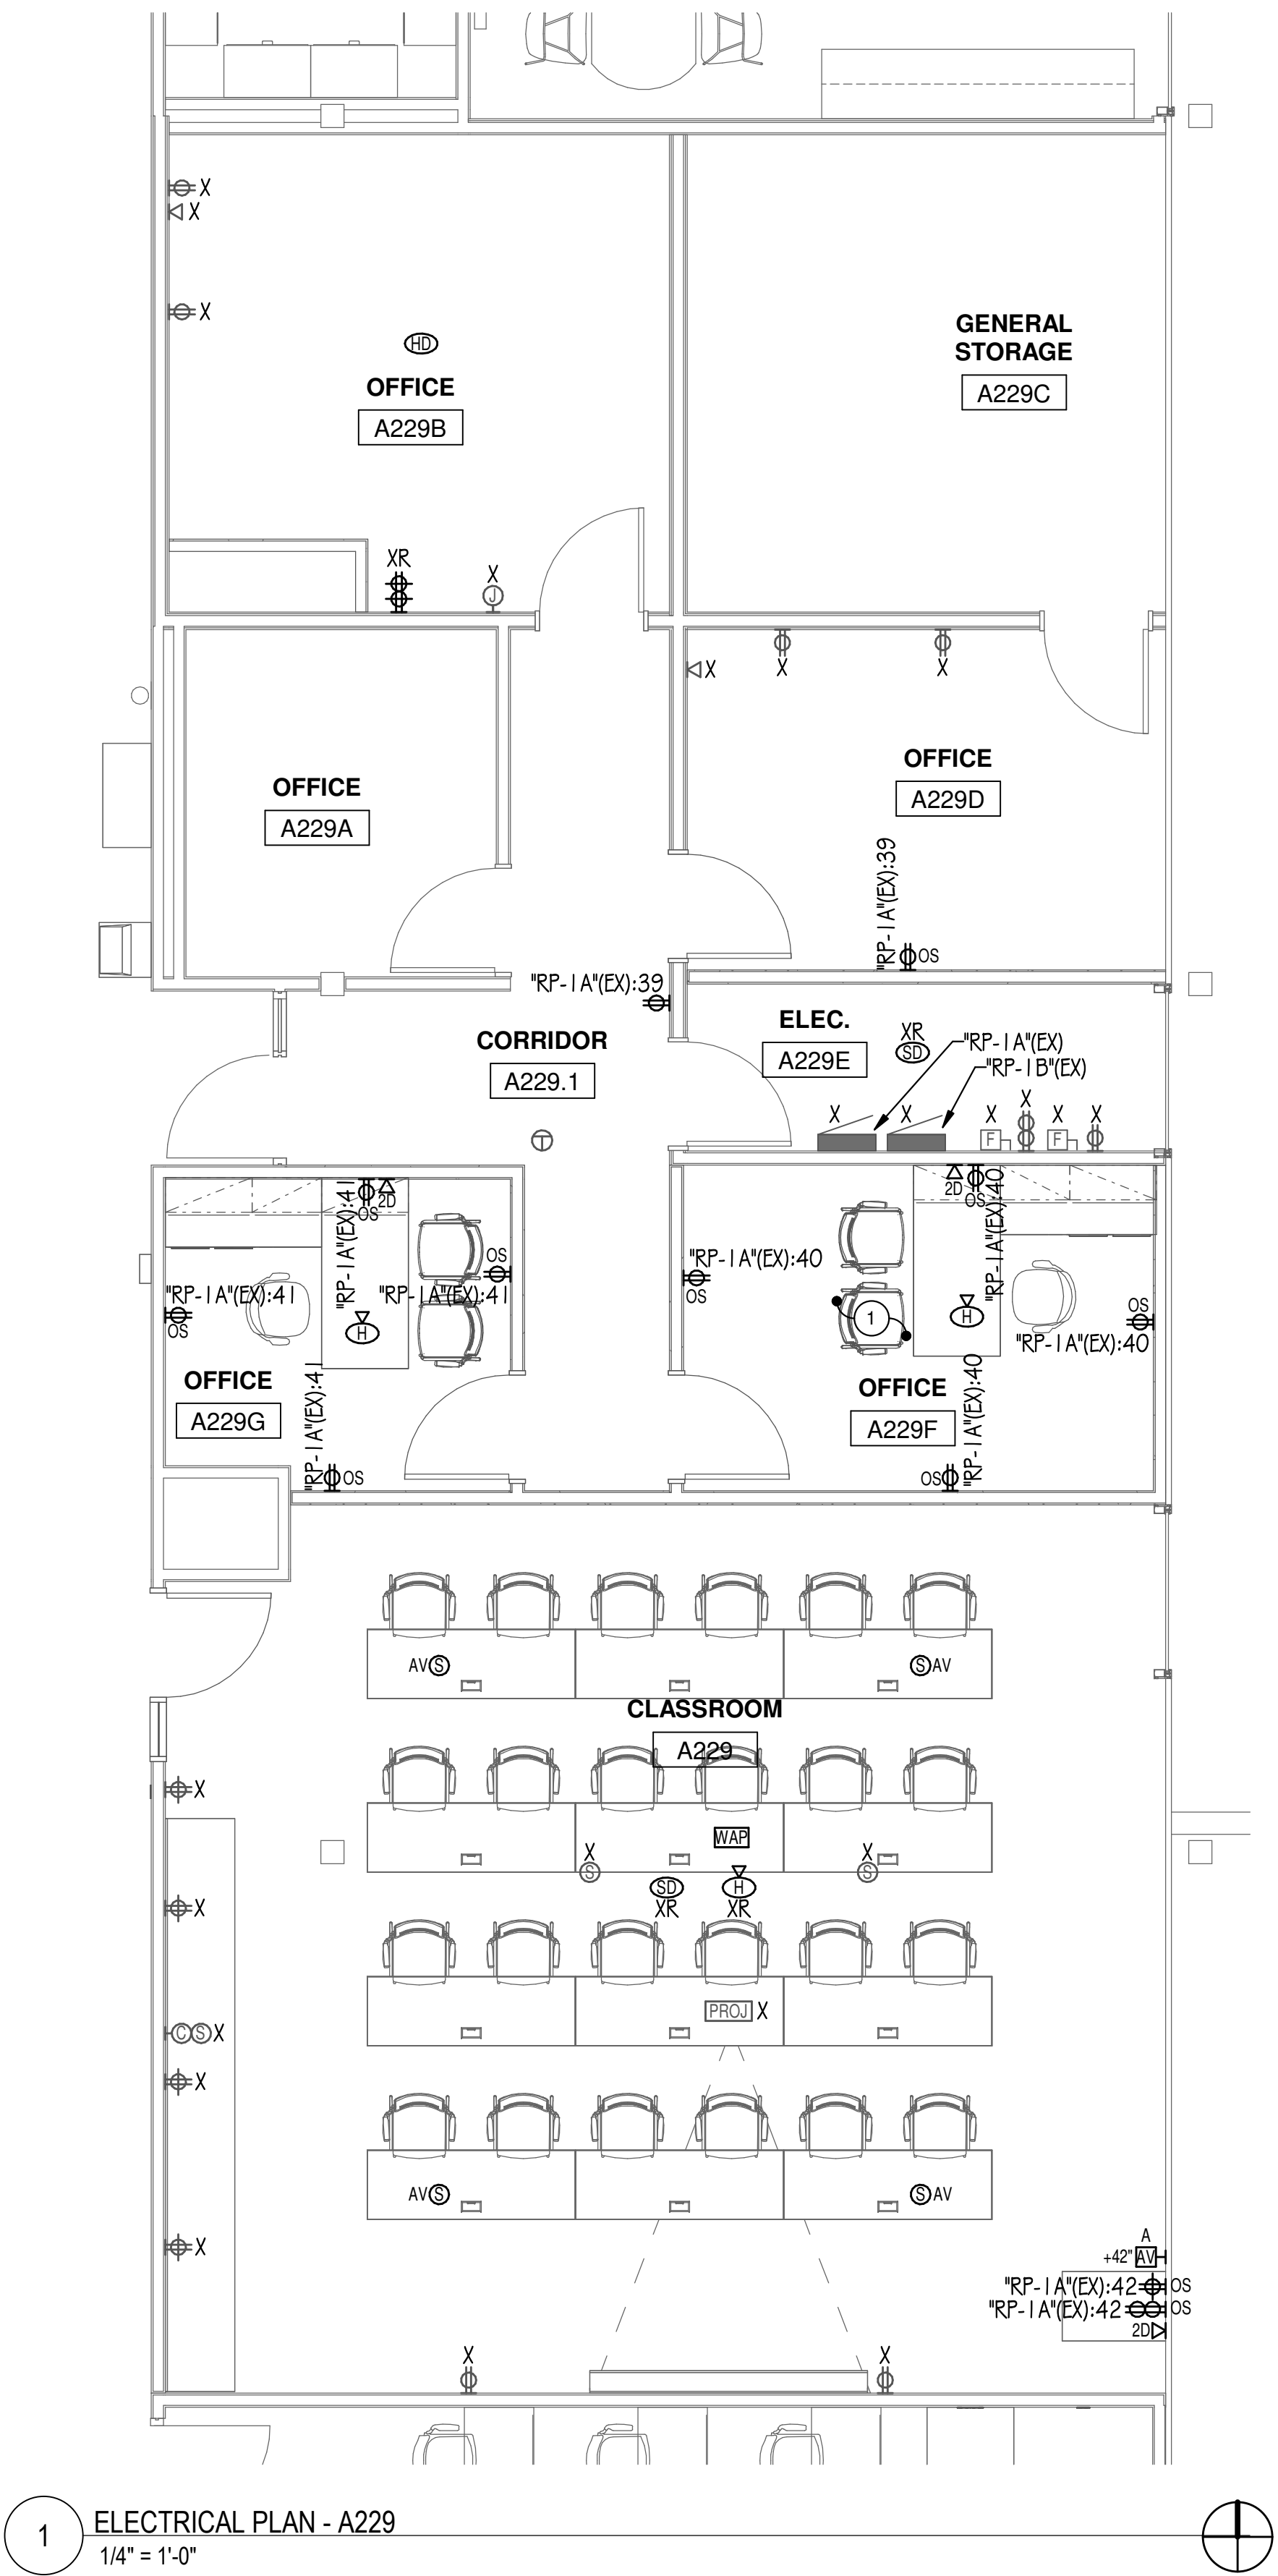 X
X
X
HD
OFFICE
A229B
GENERAL
STORAGE
A229C
XR
X
J
X
X
X
OFFICE
A229A
OFFICE
A229D
"RP-1A"(EX):39
OS
"RP-1A"(EX):39
CORRIDOR
A229.1
T
ELEC.
A229E
XR
SD
"RP-1A"(EX)
"RP-1B"(EX)
X
X
X
X
X
X
F
F
"RP-1A"(EX):41
OS
2D
OS
"RP-1A"(EX):41
"RP-1A"(EX):41
OS
H
OFFICE
A229G
"RP-1A"(EX):41
OS
2D
OS
"RP-1A"(EX):40
"RP-1A"(EX):40
OS
1
H
OS
"RP-1A"(EX):40
OFFICE
A229F
"RP-1A"(EX):40
OS
AV S
S AV
CLASSROOM
A229
X
WAP
X
S
X
S
SD
XR
H
XR
X
C S X
PROJ X
X
AV S
S AV
X
A
+42" AV
"RP-1A"(EX):42 OS
"RP-1A"(EX):42 OS
2D
X
X
1
ELECTRICAL PLAN - A229
1/4" = 1'-0"